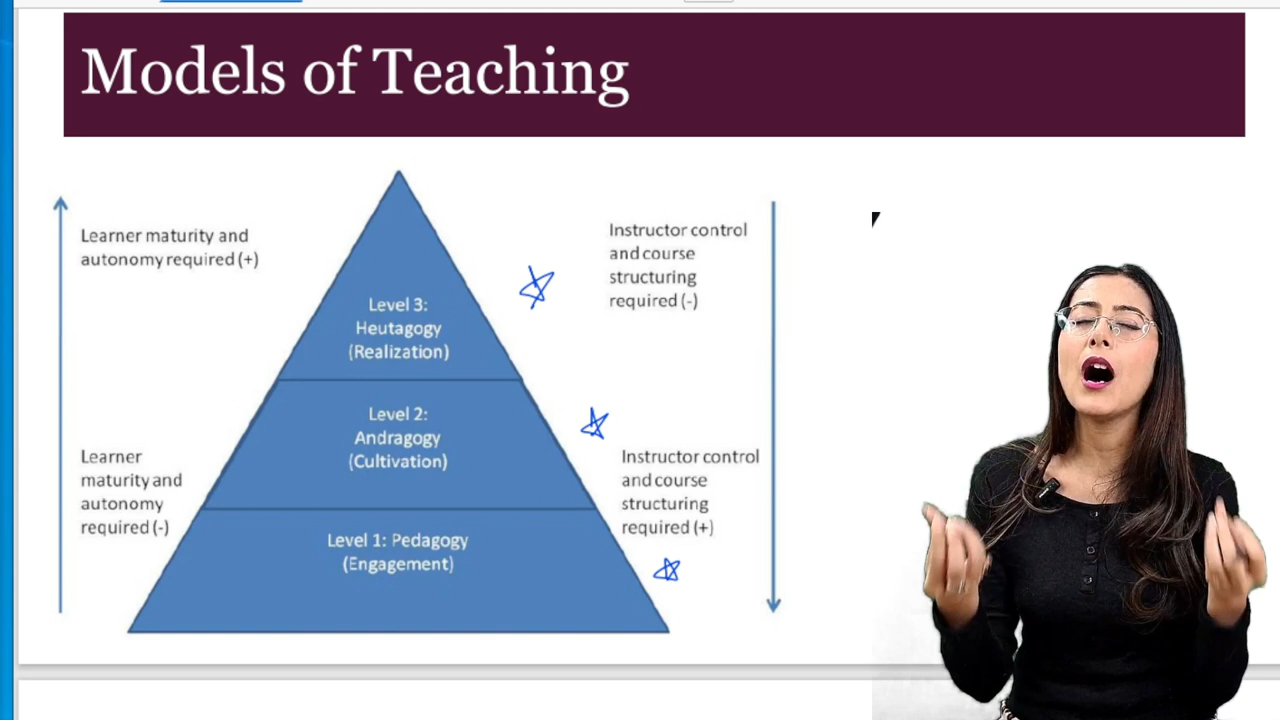 Models of Teaching
Learner maturity and
autonomy required (+)
Instructor control
and course
structuring
required (-)
Level 3:
Heutagogy
(Realization)
Level 2:
Andragogy
(Cultivation)
Learner
maturity and
autonomy
required (-)
Instructor control
and course
structuring
required (+)
Level 1: Pedagogy
(Engagement)